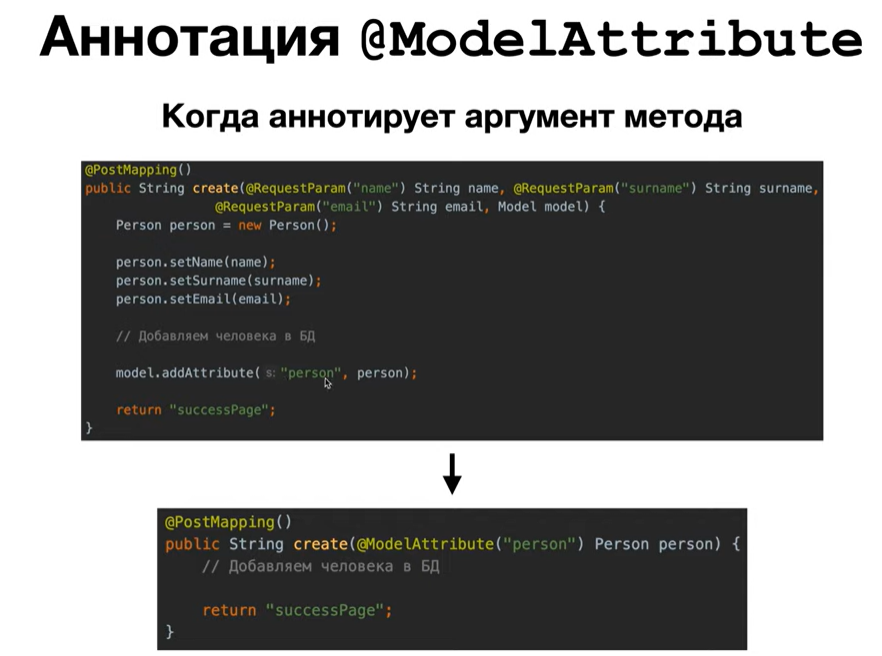 Аннотация @ModelAttribute
Когда аннотирует аргумент метода
@PostMapping()
public String create(@RequestParam("name") String name, @RequestParam("surname") String surname,
@RequestParam("email") String email, Model model) {
Person person = new Person();
person.setName(name);
person.setSurname(surname);
person.setEmail(email);
// Добавляем человека в БД
model.addAttribute( s: "person", person);
return "successPage";
}
@PostMapping()
public String create(@ModelAttribute("person") Person person) {
// Добавляем человека в БД
return "successPage";
}